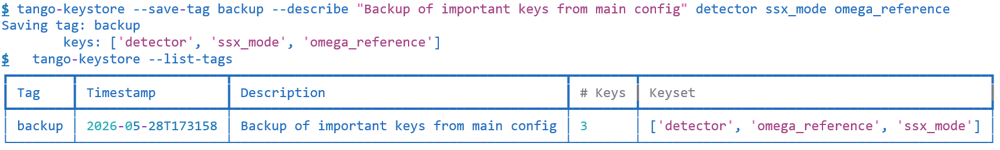 $ tango-keystore --save-tag backup --describe "Backup of important keys from main config" detector ssx_mode omega_reference
Saving tag: backup
        keys: ['detector', 'ssx_mode', 'omega_reference']
$   tango-keystore --list-tags
Tag Timestamp Description # Keys Keyset
backup 2026-05-28T173158 Backup of important keys from main config 3 ['detector', 'omega_reference', 'ssx_mode']